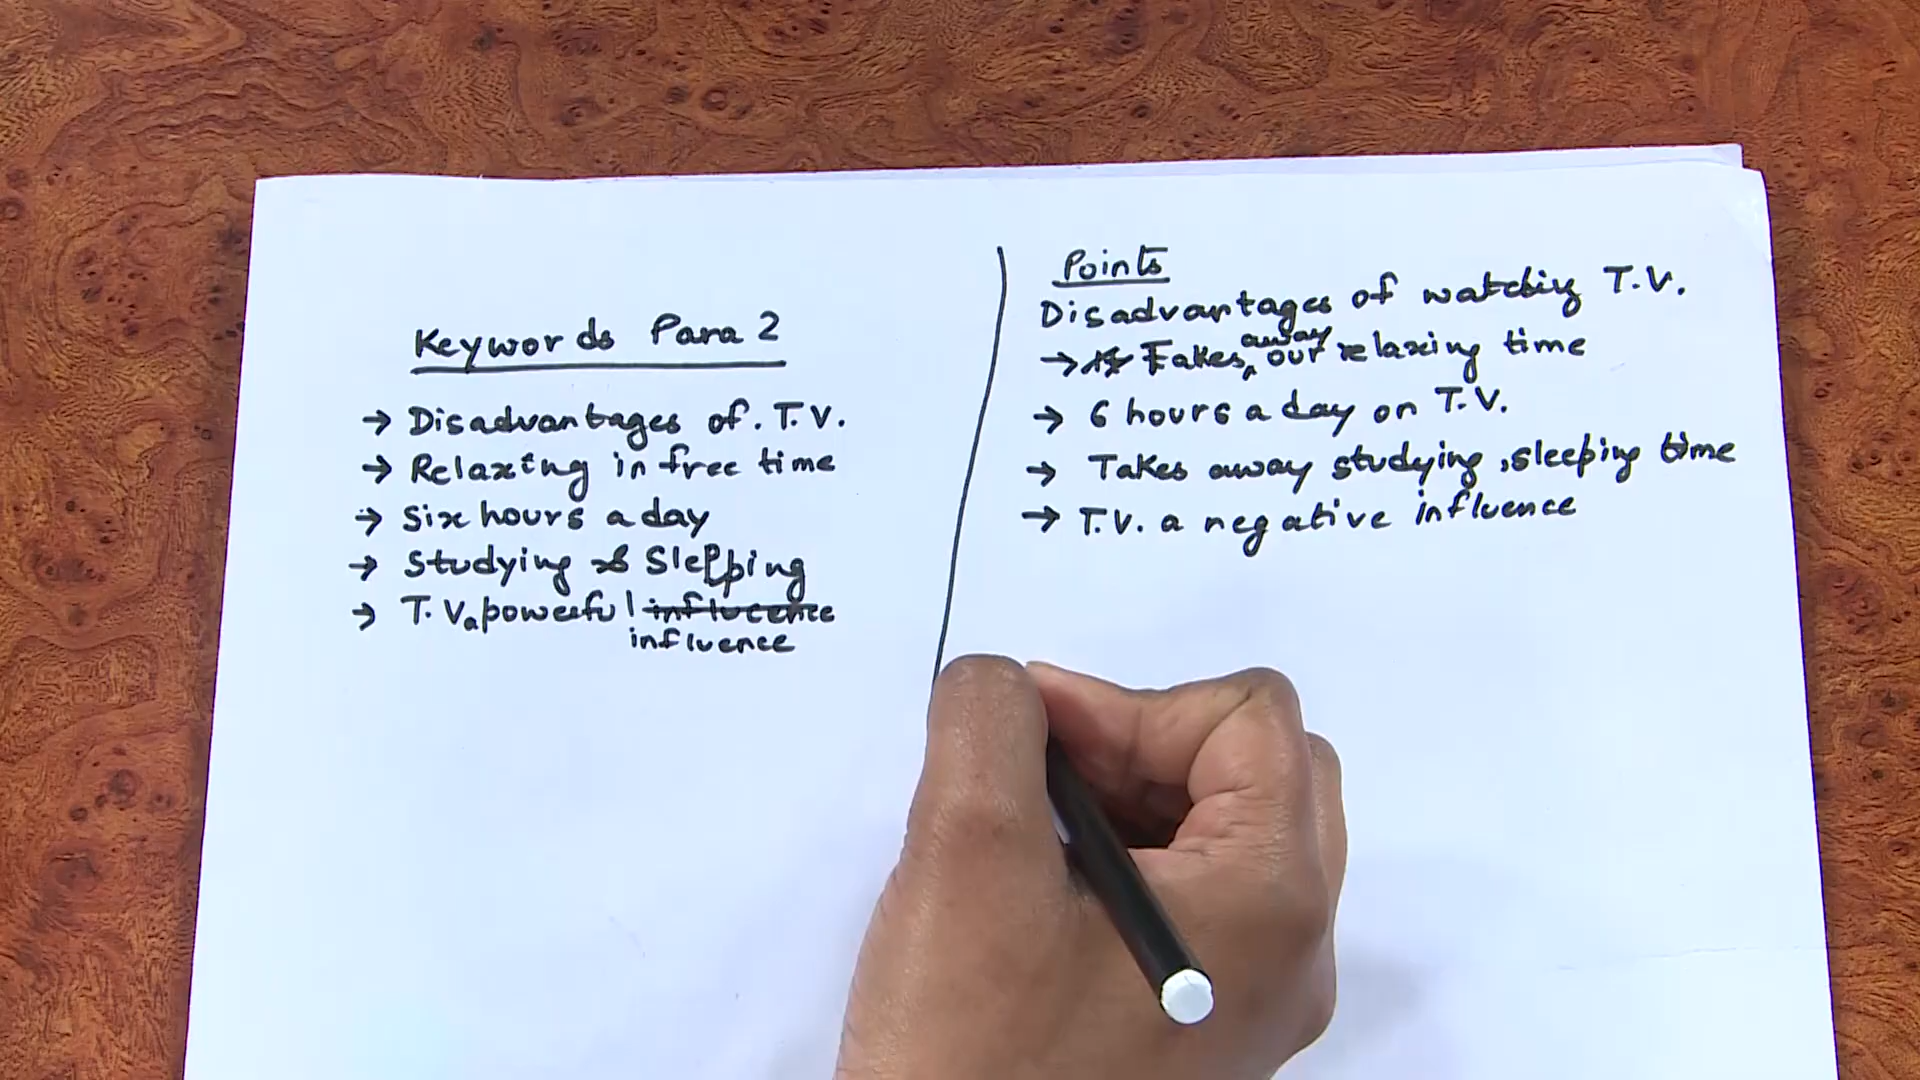 Keywords Para 2
→ Disadvantages of . T.V.
→ Relaxing in free time
→ Six hours a day
→ Studying & Sleeping
→ T.V. a powerful influcence
influence
Points
Disadvantages of watching T.V.
away
→ Takes our relaxing time
→ 6 hours a day on T.V.
→ Takes away studying, sleeping time
→ T.V. a negative influence